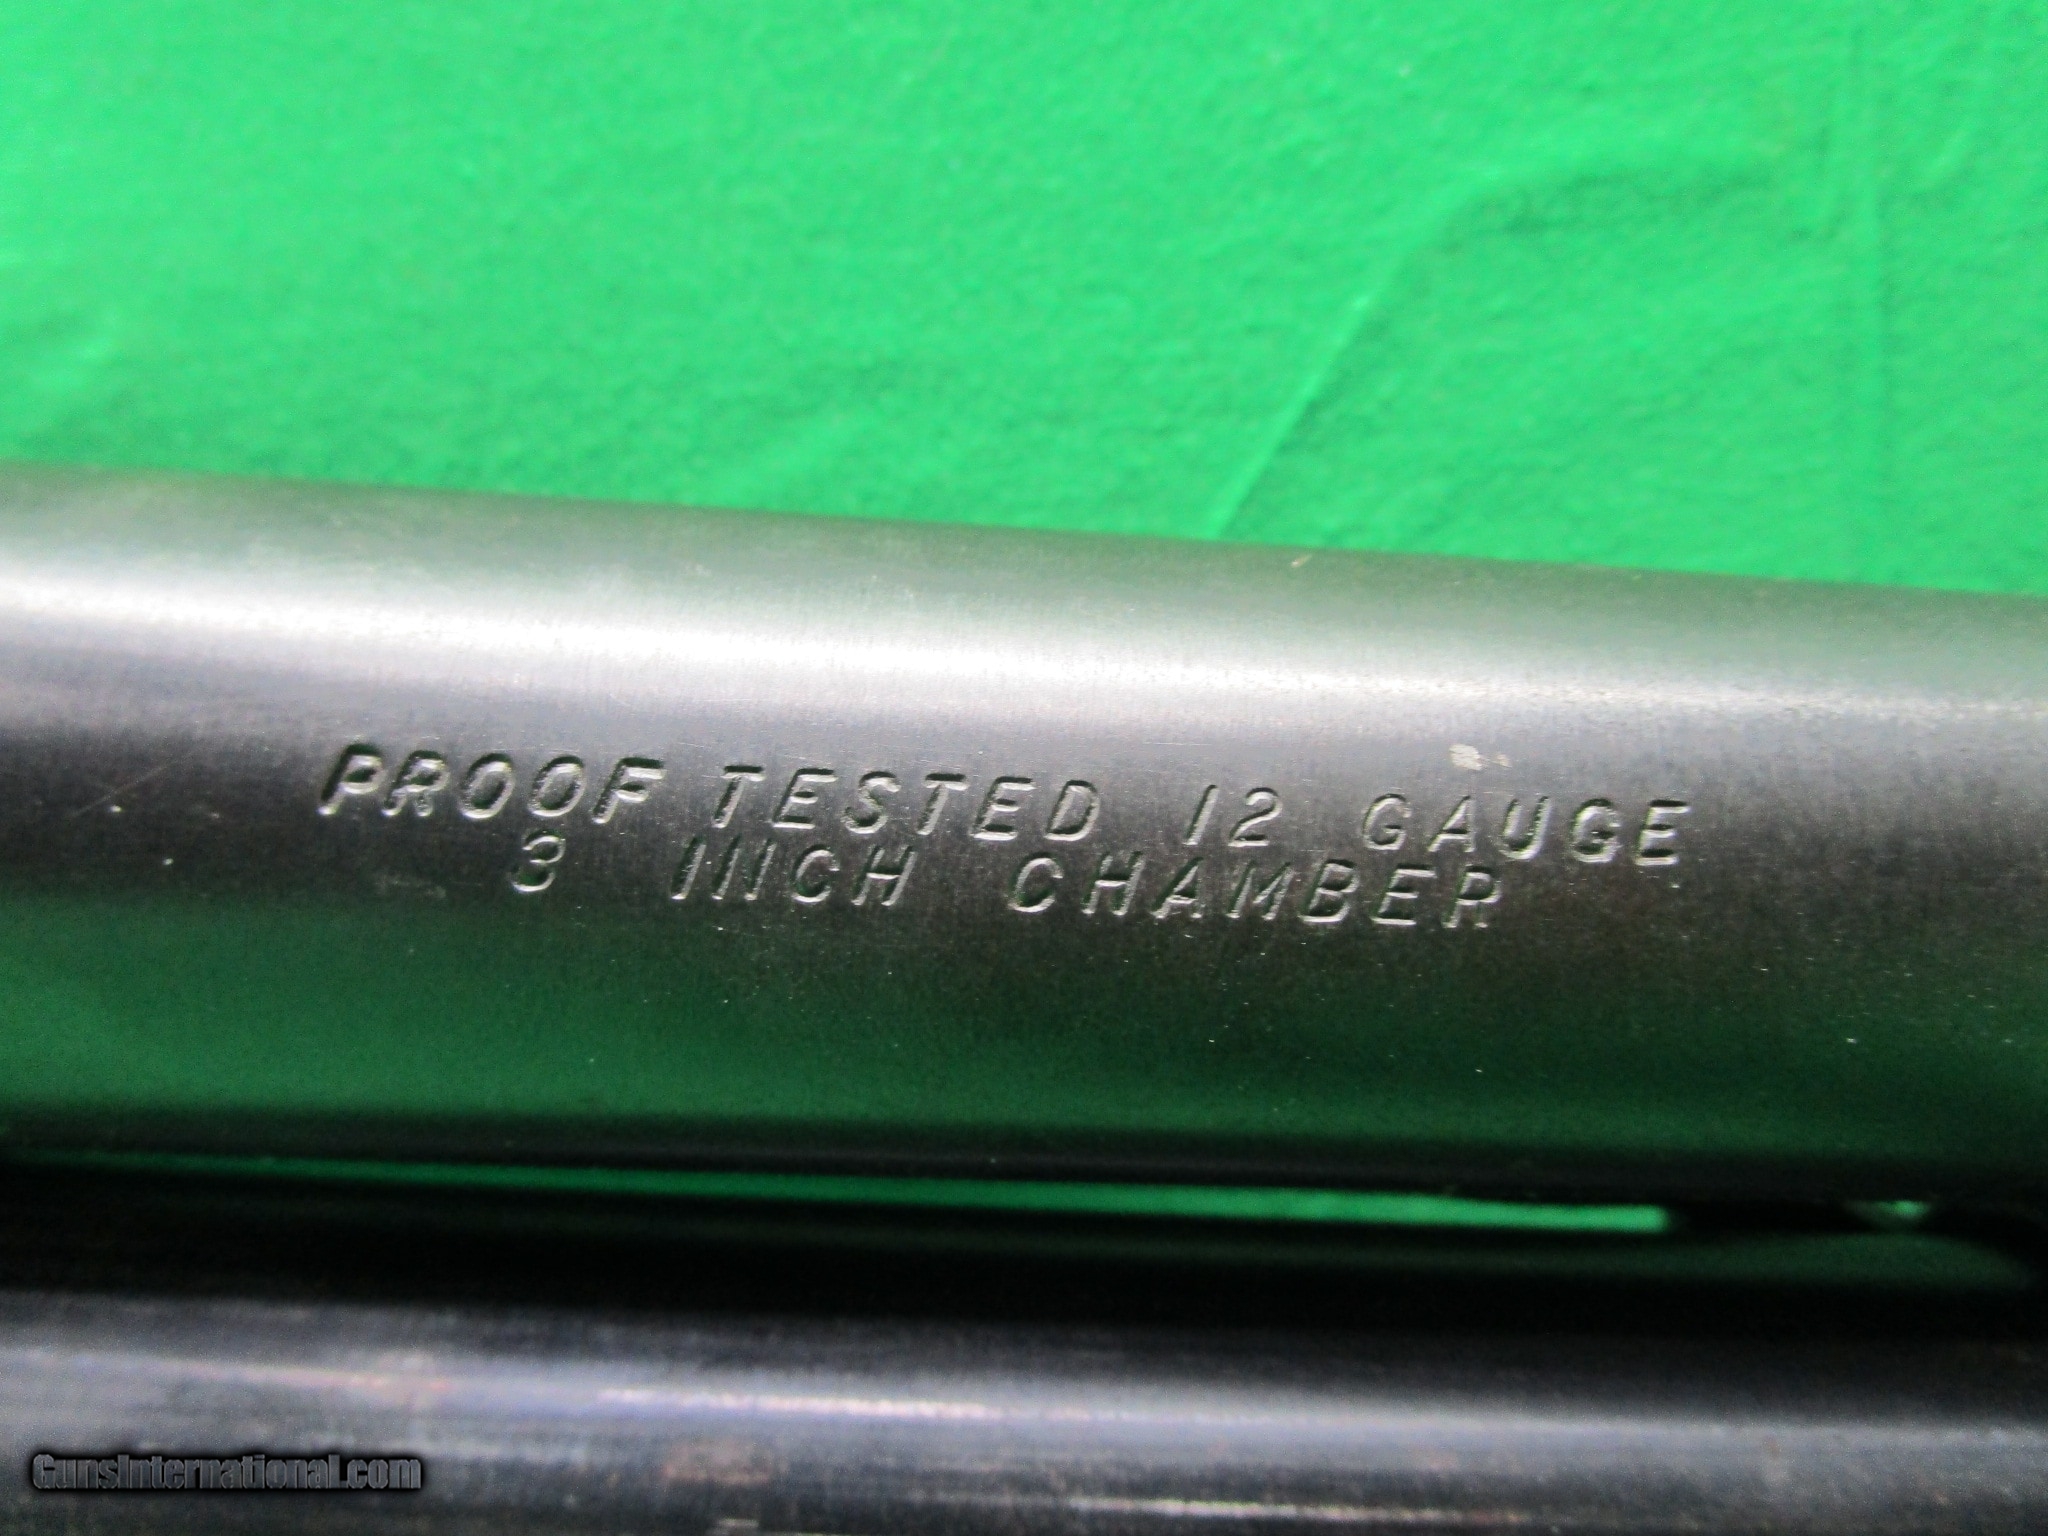 PROOF TESTED 12 GAUGE
3 INCH CHAMBER
GunsInternational.com